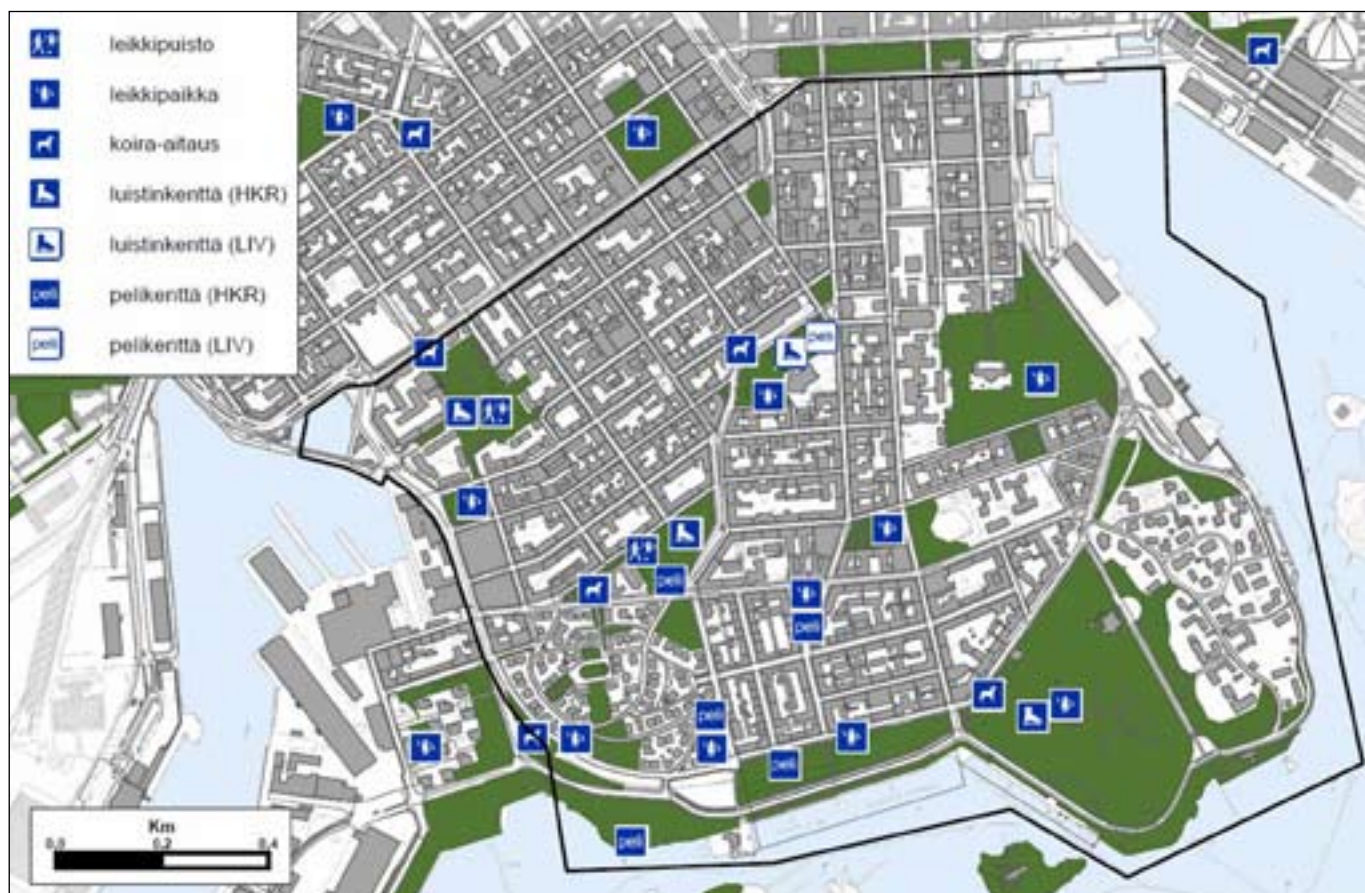 leikkipuisto
leikkipaikka
koira-aitaus
luistinkenttä (HKR)
luistinkenttä (LIV)
peli pelikenttä (HKR)
peli pelikenttä (LIV)
peli
peli
peli
peli
peli
peli
Km
0,0 0,2 0,4